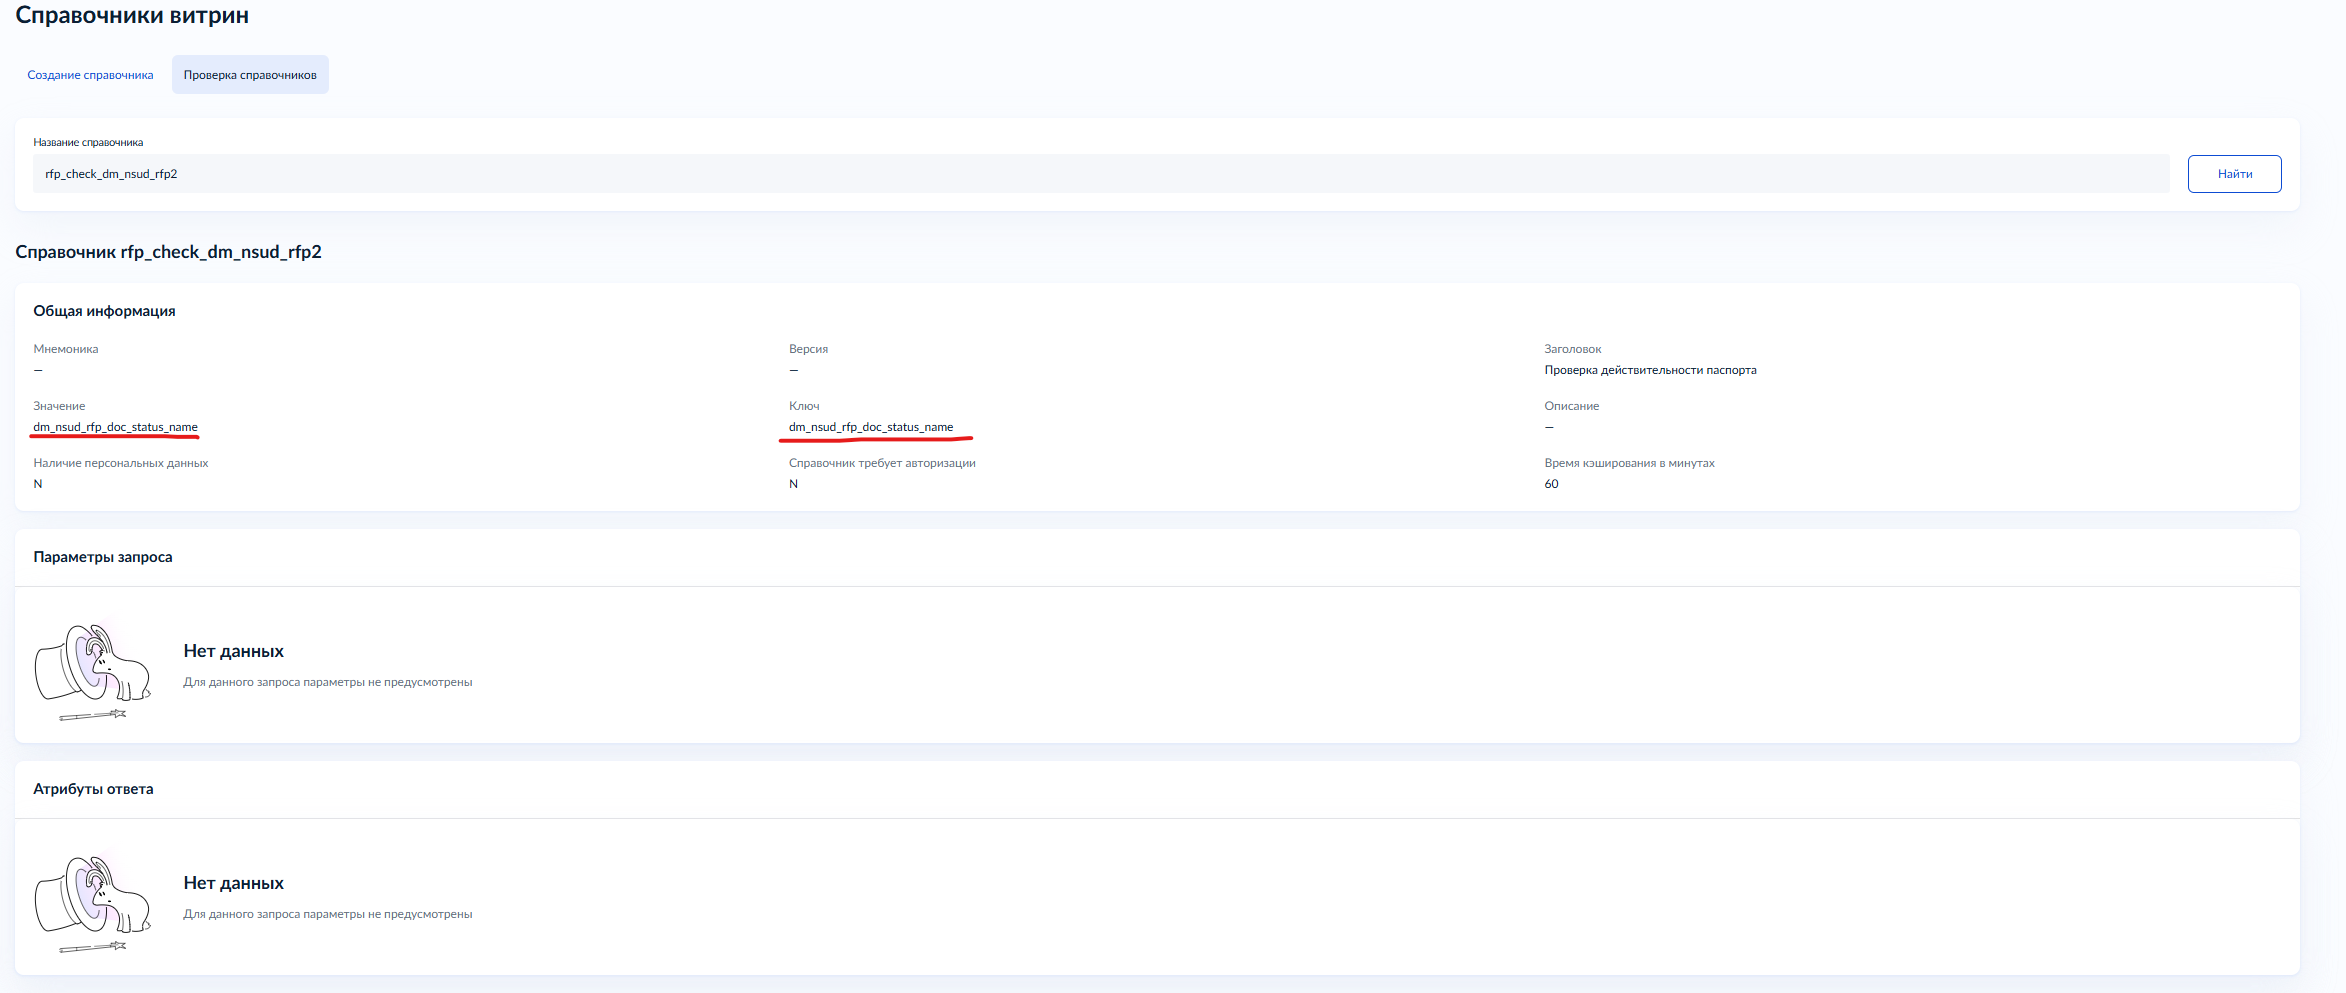 Справочники витрин
Создание справочника Проверка справочников
Название справочника
rfp_check_dm_nsud_rfp2
Найти
Справочник rfp_check_dm_nsud_rfp2
Общая информация
Мнемоника Версия Заголовок
— — Проверка действительности паспорта
Значение Ключ Описание
dm_nsud_rfp_doc_status_name dm_nsud_rfp_doc_status_name —
Наличие персональных данных Справочник требует авторизации Время кэширования в минутах
N N 60
Параметры запроса
Нет данных
Для данного запроса параметры не предусмотрены
Атрибуты ответа
Нет данных
Для данного запроса параметры не предусмотрены